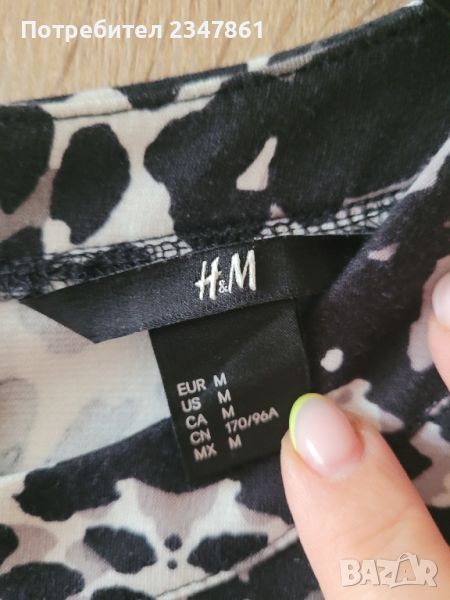 Потребител 2347861
H&M
EUR M
US M
CA M
CN 170/96A
MX M
BAZAR